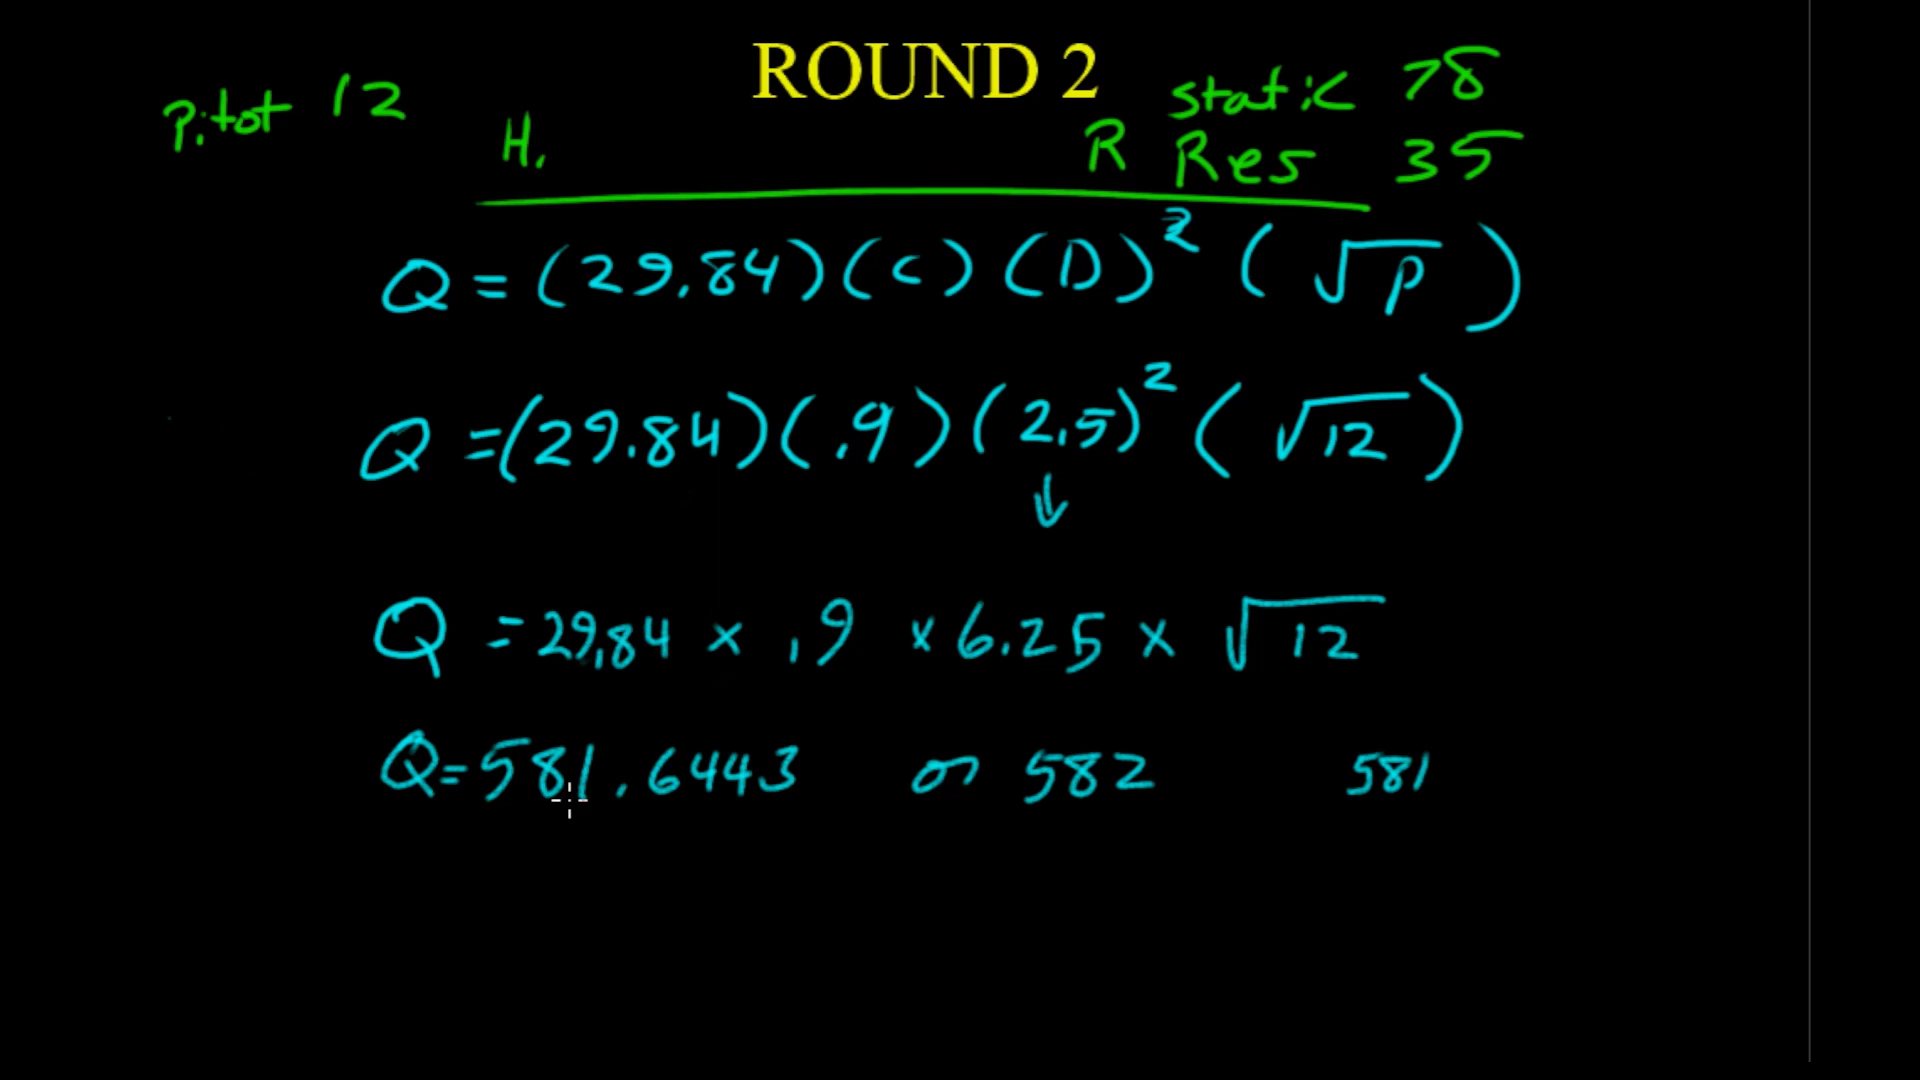 ROUND 2
Pitot 12 H1 R static 78
Res 35
Q = (29.84)(c)(D)² (√p)
Q = (29.84)(.9)(2.5)² (√12)
↓
Q = 29.84 x .9 x 6.25 x √12
Q = 581.6443 or 582 581